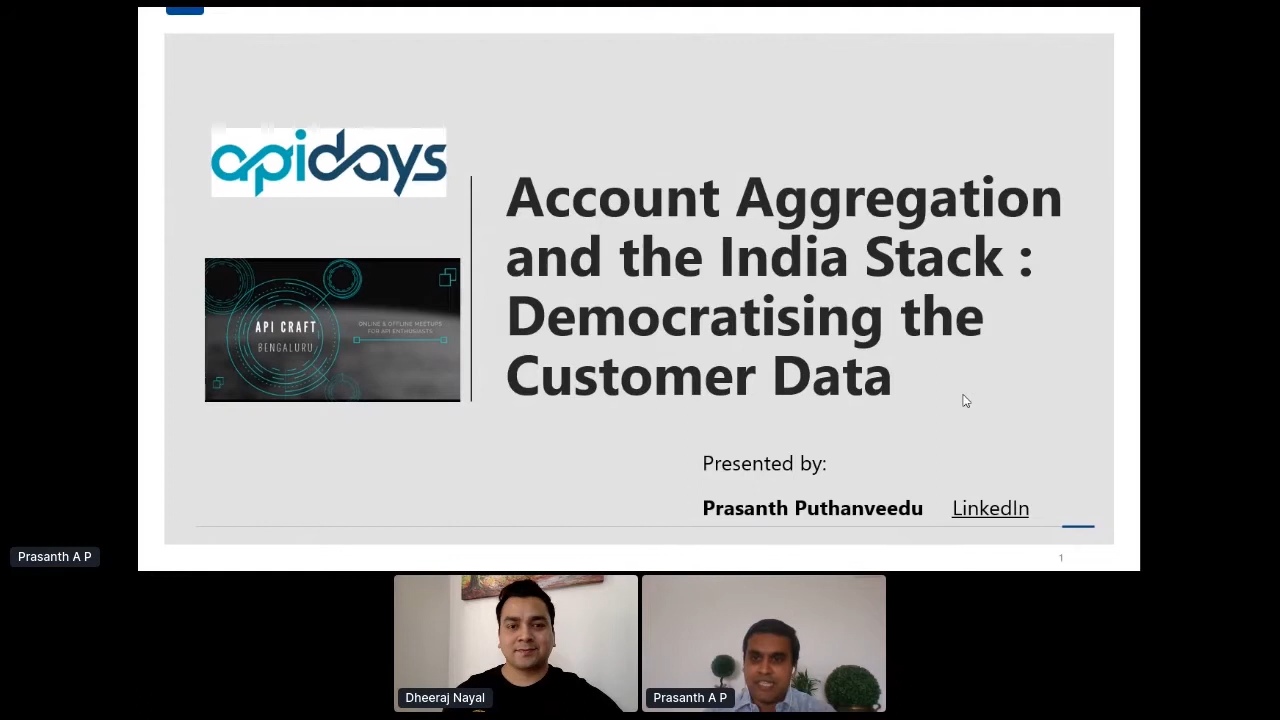 apidays
Account Aggregation
and the India Stack :
Democratising the
Customer Data
API CRAFT
BENGALURU
ONLINE & OFFLINE MEETUPS
FOR API ENTHUSIASTS
Presented by:
Prasanth Puthanveedu LinkedIn
1
Prasanth A P
Dheeraj Nayal
Prasanth A P